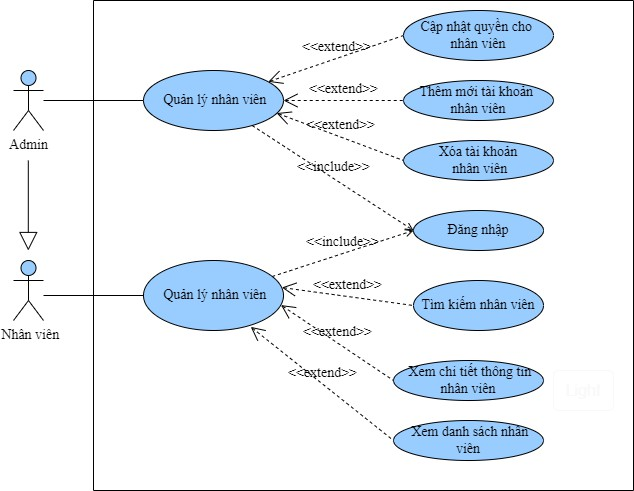 Cập nhật quyền cho
nhân viên
<<extend>>
Thêm mới tài khoản
nhân viên
<<extend>>
Quản lý nhân viên
Admin
<<extend>>
Xóa tài khoản
nhân viên
<<include>>
Đăng nhập
<<include>>
Quản lý nhân viên
<<extend>>
Tìm kiếm nhân viên
Nhân viên
<<extend>>
Xem chi tiết thông tin
nhân viên
<<extend>>
Light
Xem danh sách nhân
viên